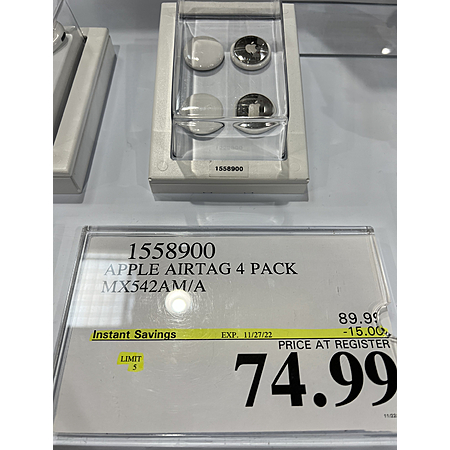 1558900
1558900
APPLE AIRTAG 4 PACK
MX542AM/A
89.99
Instant Savings EXP. 11/27/22 -15.00
PRICE AT REGISTER
LIMIT
5
74.99